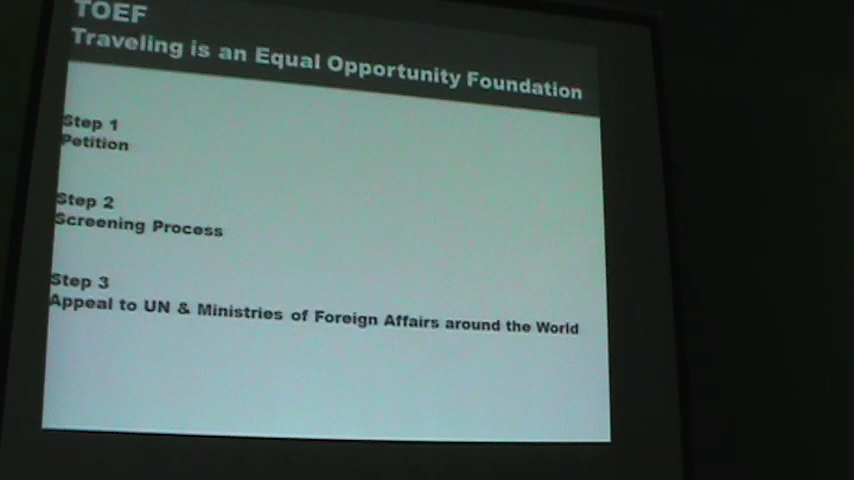 TOEF
Traveling is an Equal Opportunity Foundation
Step 1
Petition
Step 2
Screening Process
Step 3
Appeal to UN & Ministries of Foreign Affairs around the World